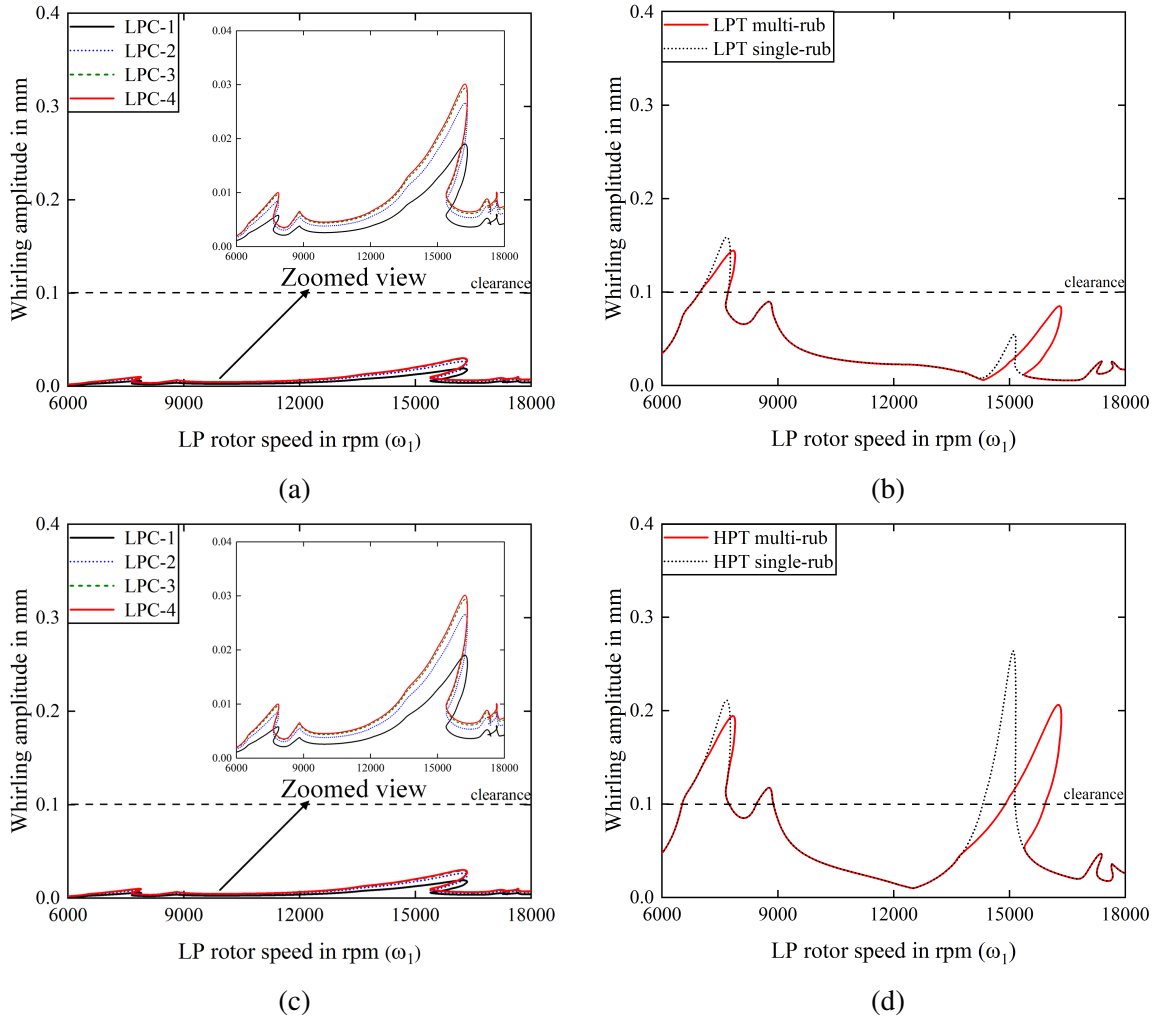 0.4
0.3
0.2
0.1
0.0
Whirling amplitude in mm
LPC-1
LPC-2
LPC-3
LPC-4
0.04
0.03
0.02
0.01
0.00
6000 9000 12000 15000 18000
Zoomed view
clearance
6000 9000 12000 15000 18000
LP rotor speed in rpm (ω₁)
(a)
0.4
0.3
0.2
0.1
0.0
Whirling amplitude in mm
LPT multi-rub
LPT single-rub
clearance
6000 9000 12000 15000 18000
LP rotor speed in rpm (ω₁)
(b)
0.4
0.3
0.2
0.1
0.0
Whirling amplitude in mm
LPC-1
LPC-2
LPC-3
LPC-4
0.04
0.03
0.02
0.01
0.00
6000 9000 12000 15000 18000
Zoomed view
clearance
6000 9000 12000 15000 18000
LP rotor speed in rpm (ω₁)
(c)
0.4
0.3
0.2
0.1
0.0
Whirling amplitude in mm
HPT multi-rub
HPT single-rub
clearance
6000 9000 12000 15000 18000
LP rotor speed in rpm (ω₁)
(d)